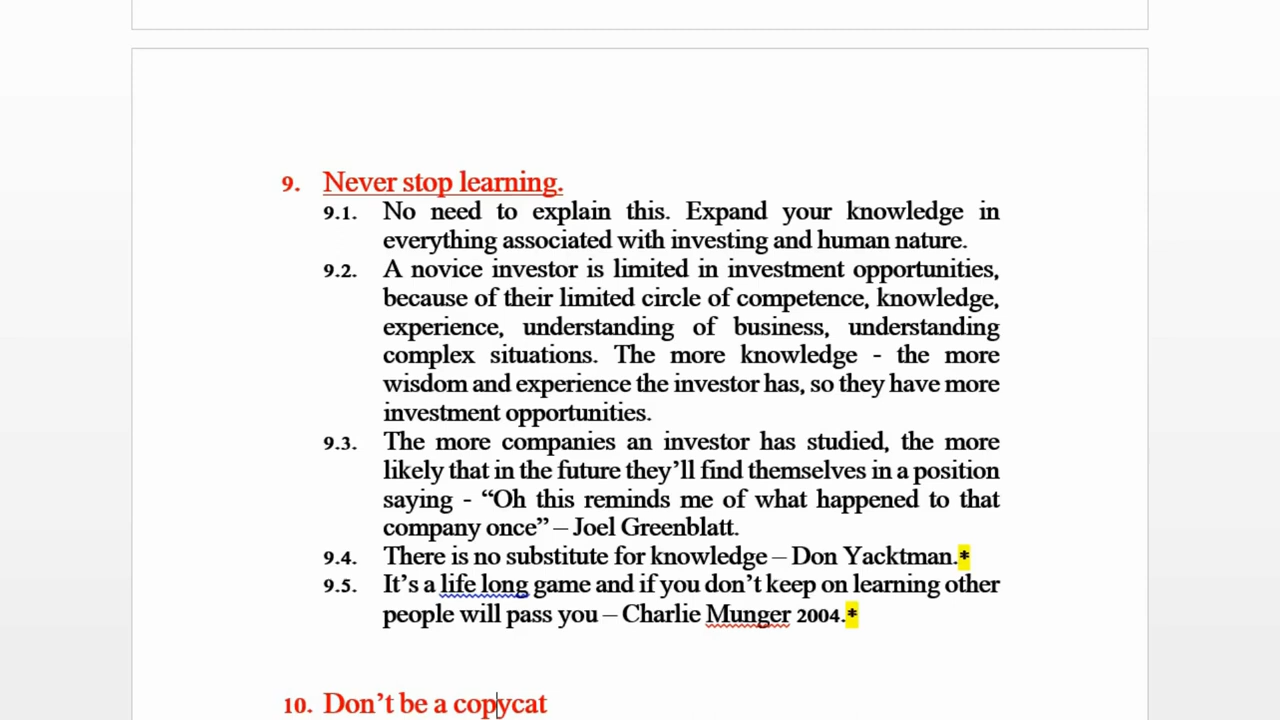 9. Never stop learning.
9.1. No need to explain this. Expand your knowledge in
everything associated with investing and human nature.
9.2. A novice investor is limited in investment opportunities,
because of their limited circle of competence, knowledge,
experience, understanding of business, understanding
complex situations. The more knowledge - the more
wisdom and experience the investor has, so they have more
investment opportunities.
9.3. The more companies an investor has studied, the more
likely that in the future they’ll find themselves in a position
saying - “Oh this reminds me of what happened to that
company once” – Joel Greenblatt.
9.4. There is no substitute for knowledge – Don Yacktman.*
9.5. It’s a life long game and if you don’t keep on learning other
people will pass you – Charlie Munger 2004.*
10. Don’t be a copycat